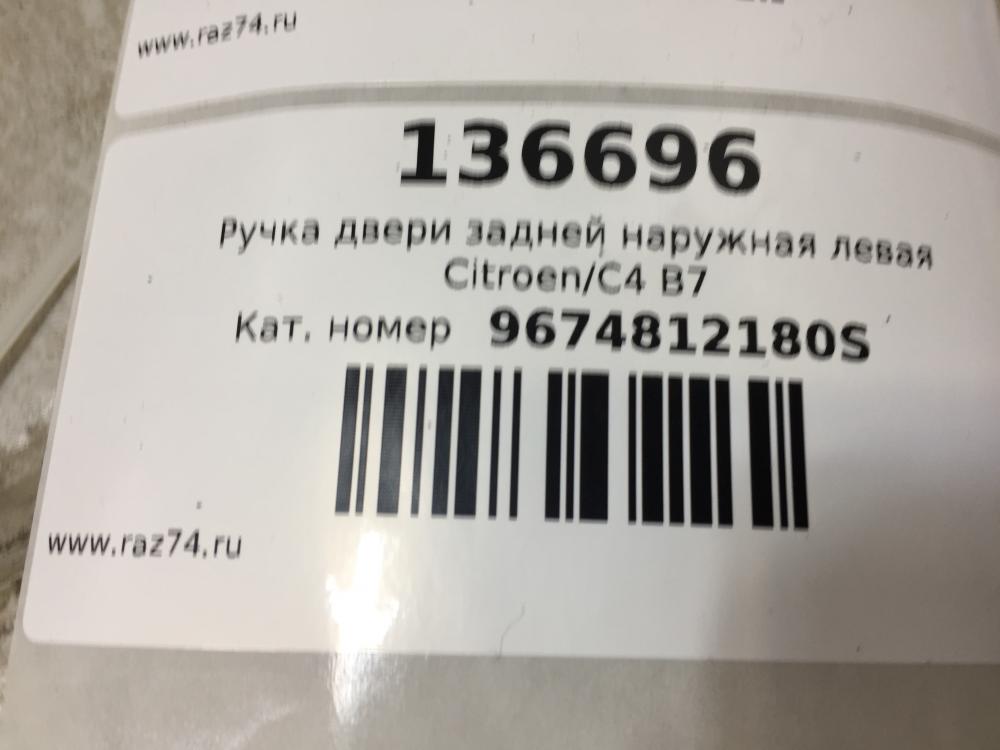 www.raz74.ru
136696
Ручка двери задней наружная левая
Citroen/C4 B7
Кат. номер 9674812180S
www.raz74.ru